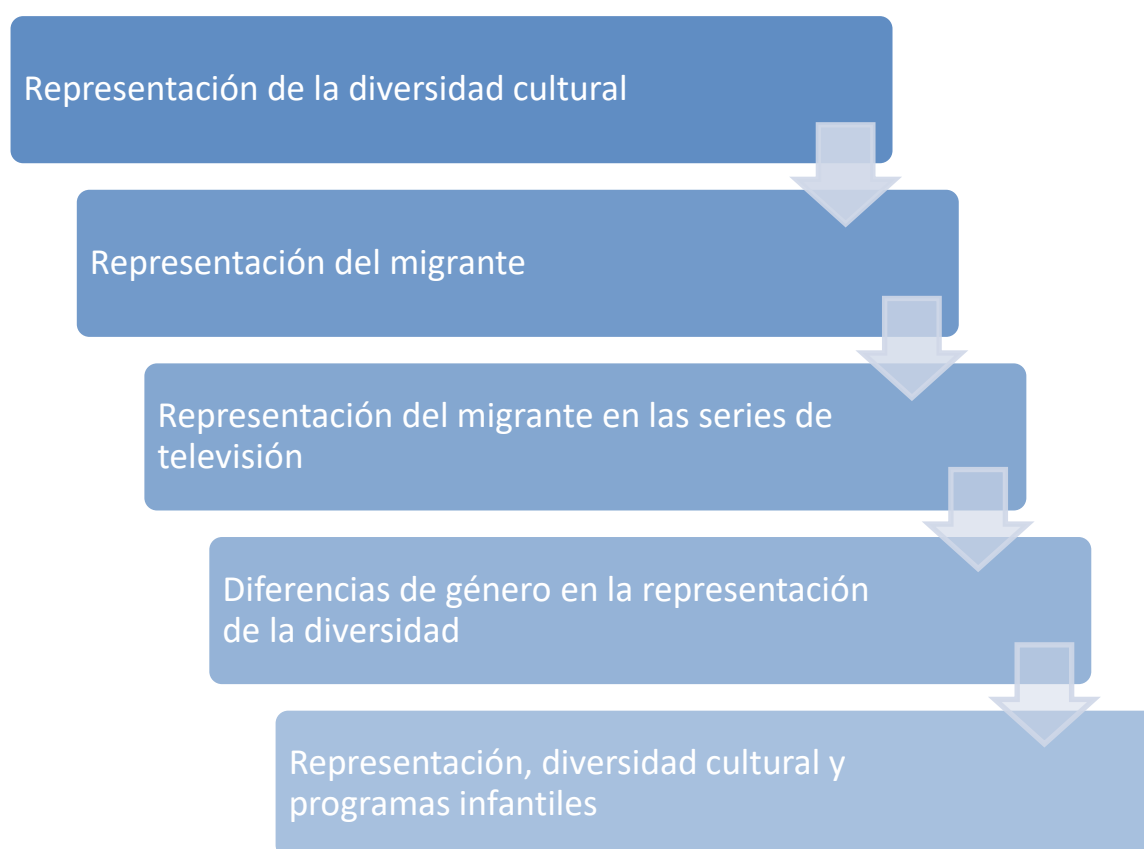 Representación de la diversidad cultural
Representación del migrante
Representación del migrante en las series de
televisión
Diferencias de género en la representación
de la diversidad
Representación, diversidad cultural y
programas infantiles